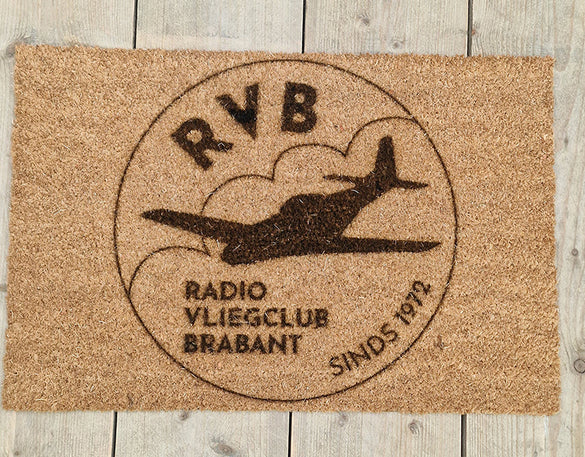 RVB
RADIO
VLIEGCLUB
BRABANT
SINDS 1972